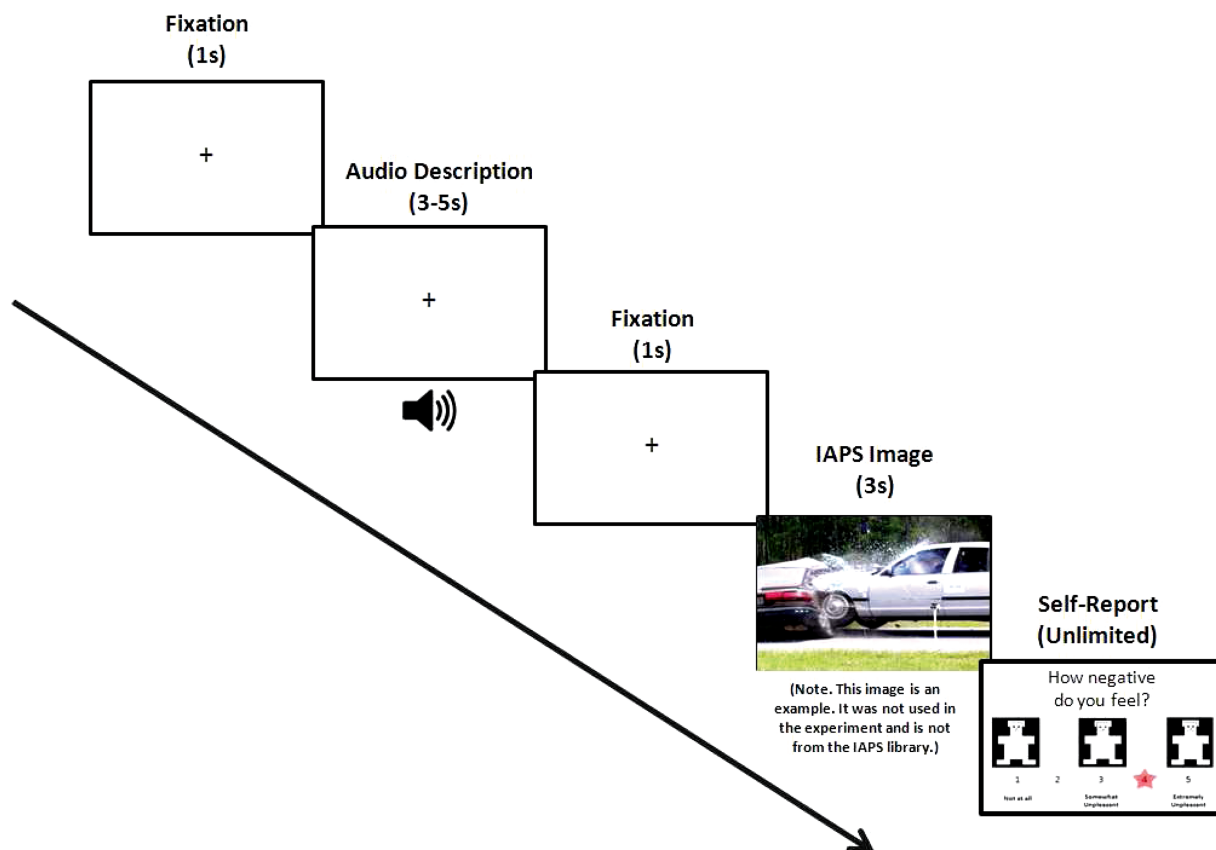 Fixation
(1s)
+
Audio Description
(3-5s)
+
Fixation
(1s)
+
IAPS Image
(3s)
(Note. This image is an
example. It was not used in
the experiment and is not
from the IAPS library.)
Self-Report
(Unlimited)
How negative
do you feel?
1 2 3 4 5
Not at all Somewhat Extremely
Unpleasant Unpleasant